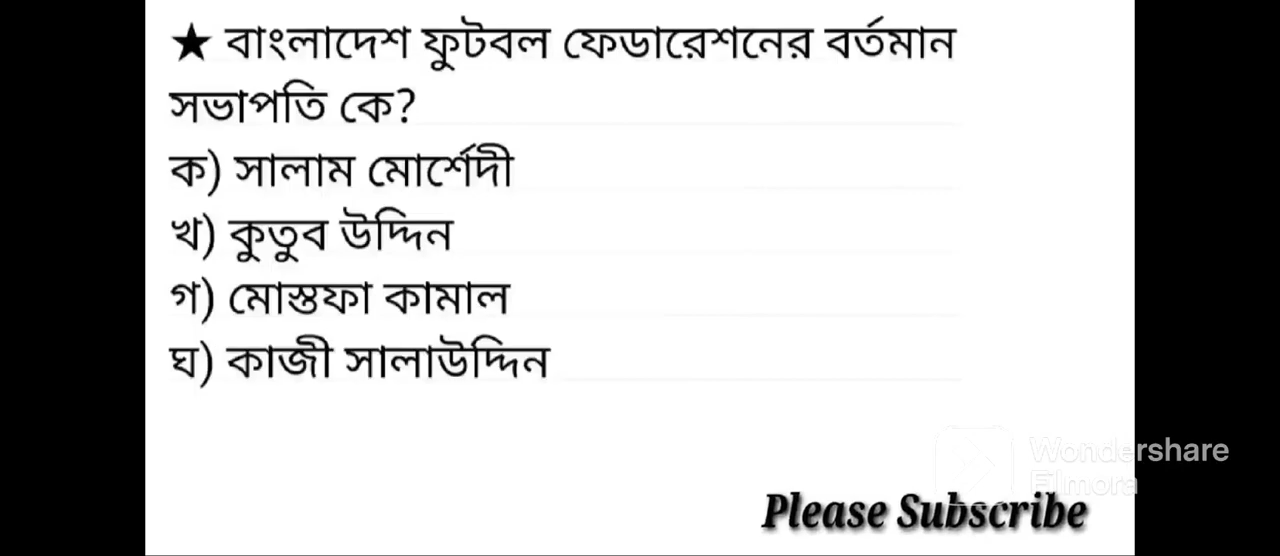 ★ বাংলাদেশ ফুটবল ফেডারেশনের বর্তমান
সভাপতি কে?
ক) সালাম মোর্শেদী
খ) কুতুব উদ্দিন
গ) মোস্তফা কামাল
ঘ) কাজী সালাউদ্দিন
Wondershare
Filmora
Please Subscribe